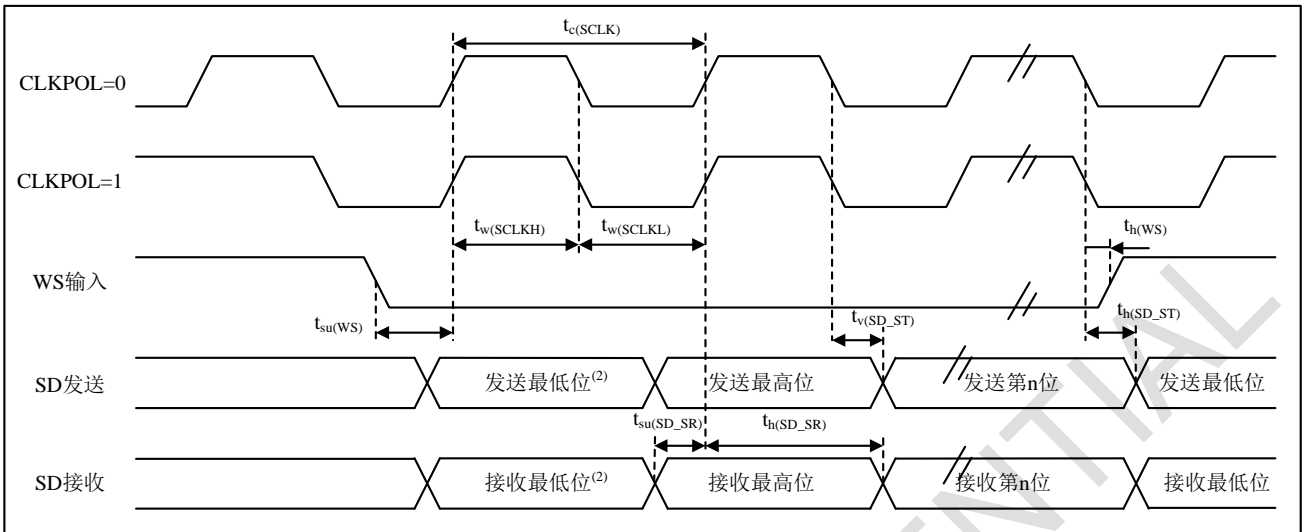 t_c(SCLK)
CLKPOL=0
CLKPOL=1
t_w(SCLKH)
t_w(SCLKL)
t_h(WS)
WS输入
t_su(WS)
t_v(SD_ST)
t_h(SD_ST)
SD发送
发送最低位(2)
发送最高位
发送第n位
发送最低位
t_su(SD_SR)
t_h(SD_SR)
SD接收
接收最低位(2)
接收最高位
接收第n位
接收最低位
ENTIAL